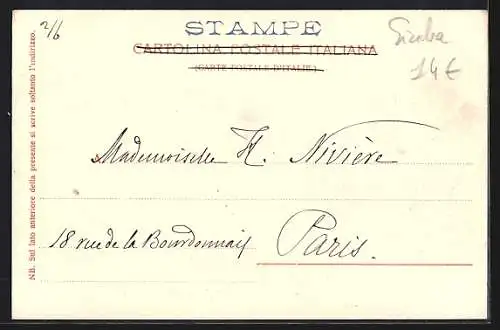 2/6
STAMPE
CARTOLINA POSTALE ITALIANA
(CARTE POSTALE D'ITALIE)
14€
NB. Sul lato anteriore della presente si scrive soltanto l'indirizzo.
Mademoiselle H. Nivière
18 rue de la Bourdonnais
Paris.